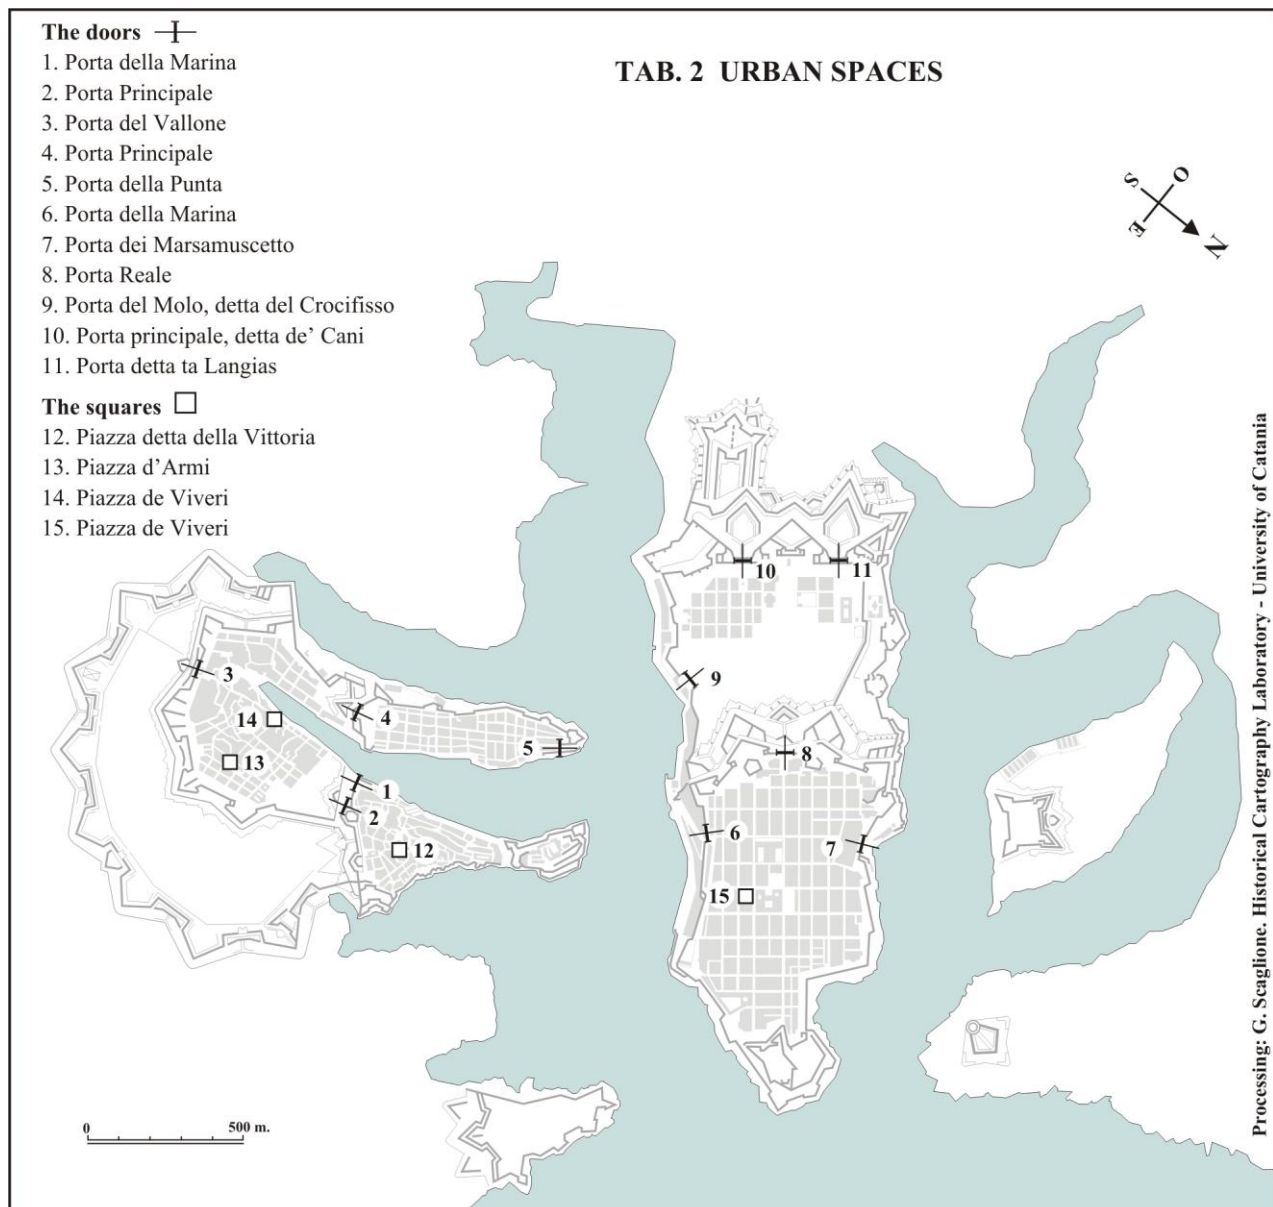 The doors
1. Porta della Marina
2. Porta Principale
3. Porta del Vallone
4. Porta Principale
5. Porta della Punta
6. Porta della Marina
7. Porta dei Marsamuscetto
8. Porta Reale
9. Porta del Molo, detta del Crocifisso
10. Porta principale, detta de’ Cani
11. Porta detta ta Langias
The squares
12. Piazza detta della Vittoria
13. Piazza d’Armi
14. Piazza de Viveri
15. Piazza de Viveri
TAB. 2 URBAN SPACES
S
O
E
N
10
11
3
9
14
4
5
13
8
1
2
6
7
12
15
0
500 m.
Processing: G. Scaglione. Historical Cartography Laboratory - University of Catania